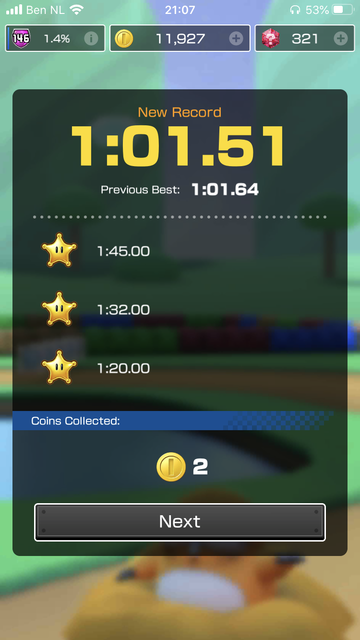 Ben NL 21:07 53%
146 1.4% i 11,927 + 321 +
New Record
1:01.51
Previous Best: 1:01.64
1:45.00
1:32.00
1:20.00
Coins Collected:
2
Next